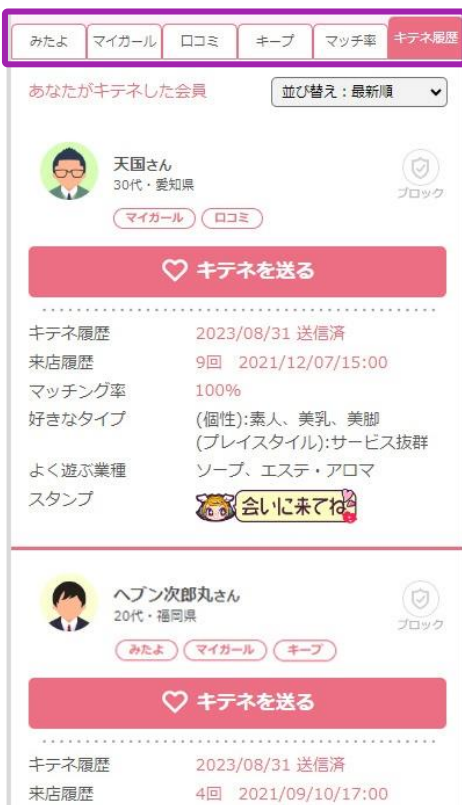 みたよ マイガール 口コミ キープ マッチ率 キテネ履歴
あなたがキテネした会員 並び替え:最新順
天国さん
30代・愛知県
ブロック
マイガール 口コミ
キテネを送る
キテネ履歴 2023/08/31 送信済
来店履歴 9回 2021/12/07/15:00
マッチング率 100%
好きなタイプ (個性):素人、美乳、美脚
(プレイスタイル):サービス抜群
よく遊ぶ業種 ソープ、エステ・アロマ
スタンプ 会いに来てね
ヘブン次郎丸さん
20代・福岡県
ブロック
みたよ マイガール キープ
キテネを送る
キテネ履歴 2023/08/31 送信済
来店履歴 4回 2021/09/10/17:00